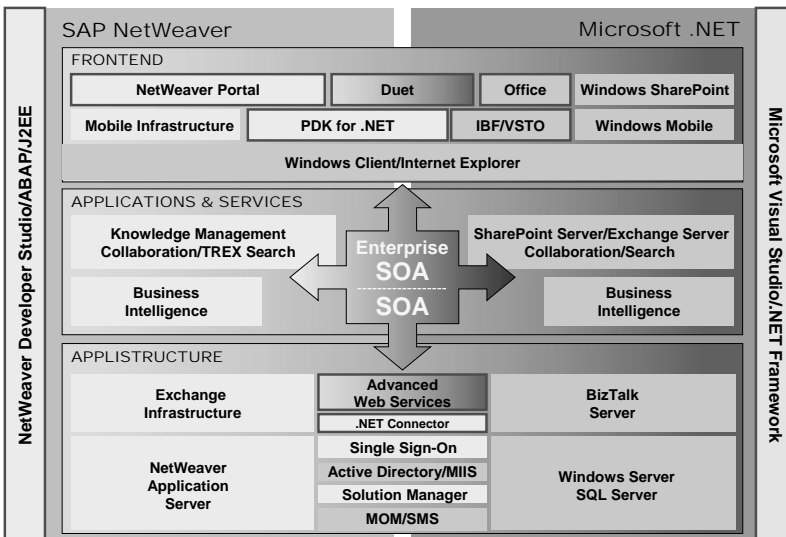 SAP NetWeaver
Microsoft .NET
NetWeaver Developer Studio/ABAP/J2EE
FRONTEND
NetWeaver Portal
Duet
Office
Windows SharePoint
Mobile Infrastructure
PDK for .NET
IBF/VSTO
Windows Mobile
Windows Client/Internet Explorer
APPLICATIONS & SERVICES
Knowledge Management
Collaboration/TREX Search
Enterprise
SOA
SOA
SharePoint Server/Exchange Server
Collaboration/Search
Business
Intelligence
Business
Intelligence
APPLISTRUCTURE
Exchange
Infrastructure
Advanced
Web Services
.NET Connector
BizTalk
Server
NetWeaver
Application
Server
Single Sign-On
Active Directory/MIIS
Solution Manager
MOM/SMS
Windows Server
SQL Server
Microsoft Visual Studio/.NET Framework